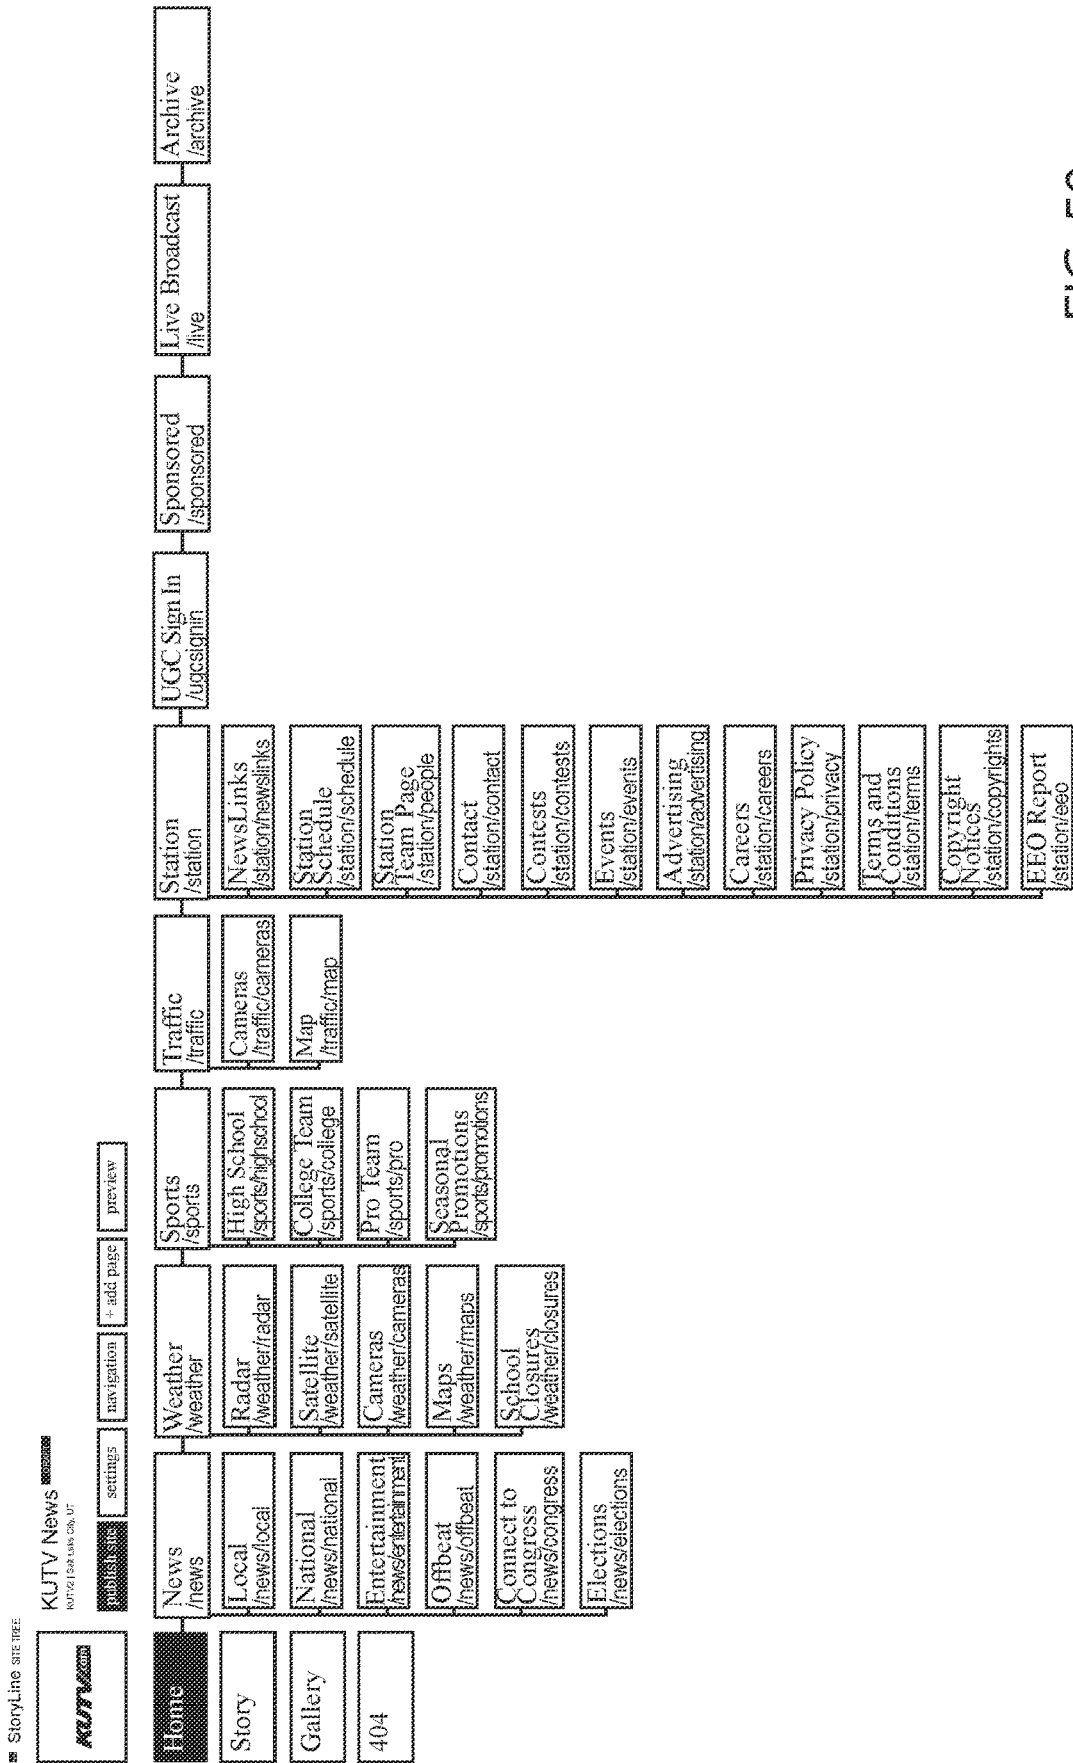 StoryLine SITE TREE
KUTV News
KUTV2 | Salt Lake City, UT
publish site
settings
navigation
+ add page
preview
Home
Story
Gallery
404
News
/news
Local
/news/local
National
/news/national
Entertainment
/news/entertainment
Offbeat
/news/offbeat
Connect to
Congress
/news/congress
Elections
/news/elections
Weather
/weather
Radar
/weather/radar
Satellite
/weather/satellite
Cameras
/weather/cameras
Maps
/weather/maps
School
Closures
/weather/closures
Sports
/sports
High School
/sports/highschool
College Team
/sports/college
Pro Team
/sports/pro
Seasonal
Promotions
/sports/promotions
Traffic
/traffic
Cameras
/traffic/cameras
Map
/traffic/map
Station
/station
NewsLinks
/station/newslinks
Station
Schedule
/station/schedule
Station
Team Page
/station/people
Contact
/station/contact
Contests
/station/contests
Events
/station/events
Advertising
/station/advertising
Careers
/station/careers
Privacy Policy
/station/privacy
Terms and
Conditions
/station/terms
Copyright
Notices
/station/copyrights
EEO Report
/station/eeo
UGC Sign In
/ugcsignin
Sponsored
/sponsored
Live Broadcast
/live
Archive
/archive